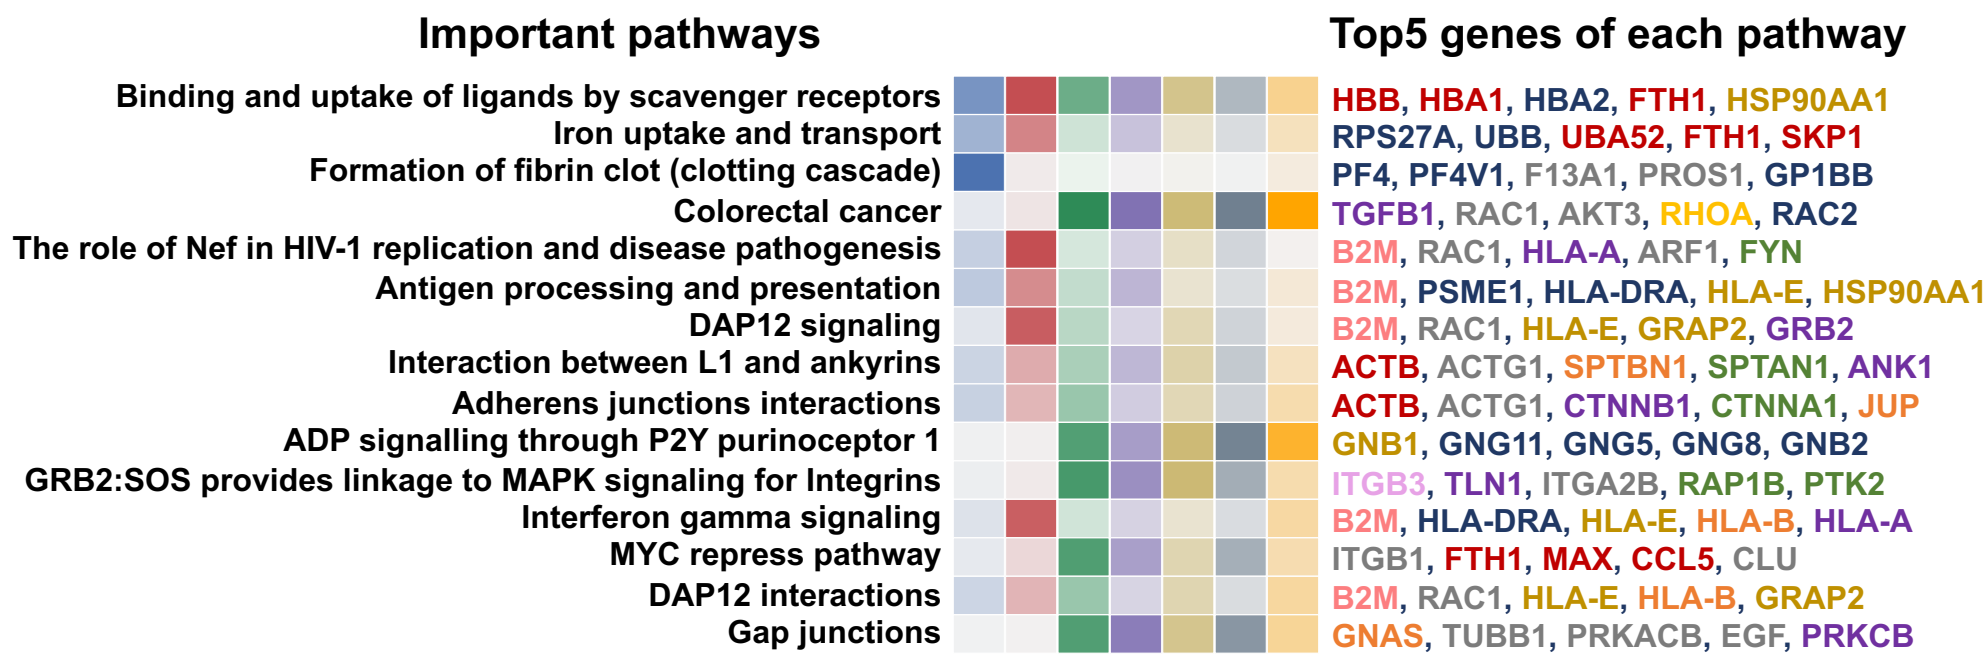 Important pathways Top5 genes of each pathway
Binding and uptake of ligands by scavenger receptors HBB, HBA1, HBA2, FTH1, HSP90AA1
Iron uptake and transport RPS27A, UBB, UBA52, FTH1, SKP1
Formation of fibrin clot (clotting cascade) PF4, PF4V1, F13A1, PROS1, GP1BB
Colorectal cancer TGFB1, RAC1, AKT3, RHOA, RAC2
The role of Nef in HIV-1 replication and disease pathogenesis B2M, RAC1, HLA-A, ARF1, FYN
Antigen processing and presentation B2M, PSME1, HLA-DRA, HLA-E, HSP90AA1
DAP12 signaling B2M, RAC1, HLA-E, GRAP2, GRB2
Interaction between L1 and ankyrins ACTB, ACTG1, SPTBN1, SPTAN1, ANK1
Adherens junctions interactions ACTB, ACTG1, CTNNB1, CTNNA1, JUP
ADP signalling through P2Y purinoceptor 1 GNB1, GNG11, GNG5, GNG8, GNB2
GRB2:SOS provides linkage to MAPK signaling for Integrins ITGB3, TLN1, ITGA2B, RAP1B, PTK2
Interferon gamma signaling B2M, HLA-DRA, HLA-E, HLA-B, HLA-A
MYC repress pathway ITGB1, FTH1, MAX, CCL5, CLU
DAP12 interactions B2M, RAC1, HLA-E, HLA-B, GRAP2
Gap junctions GNAS, TUBB1, PRKACB, EGF, PRKCB